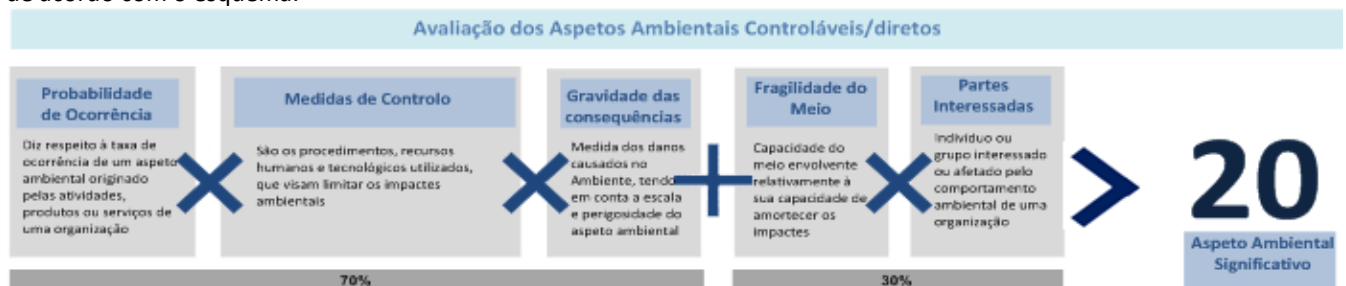 de acordo com o esquema:
Avaliação dos Aspetos Ambientais Controláveis/diretos
Probabilidade
de Ocorrência
Diz respeito à taxa de
ocorrência de um aspeto
ambiental originado
pelas atividades,
produtos ou serviços de
uma organização
Medidas de Controlo
São os procedimentos, recursos
humanos e tecnológicos utilizados,
que visam limitar os impactes
ambientais
Gravidade das
consequências
Medida dos danos
causados no
Ambiente, tendo
em conta a escala
e perigosidade do
aspeto ambiental
Fragilidade do
Meio
Capacidade do
meio envolvente
relativamente à
sua capacidade de
amortecer os
impactes
Partes
Interessadas
Indivíduo ou
grupo interessado
ou afetado pelo
comportamento
ambiental de uma
organização
20
Aspeto Ambiental
Significativo
70%
30%